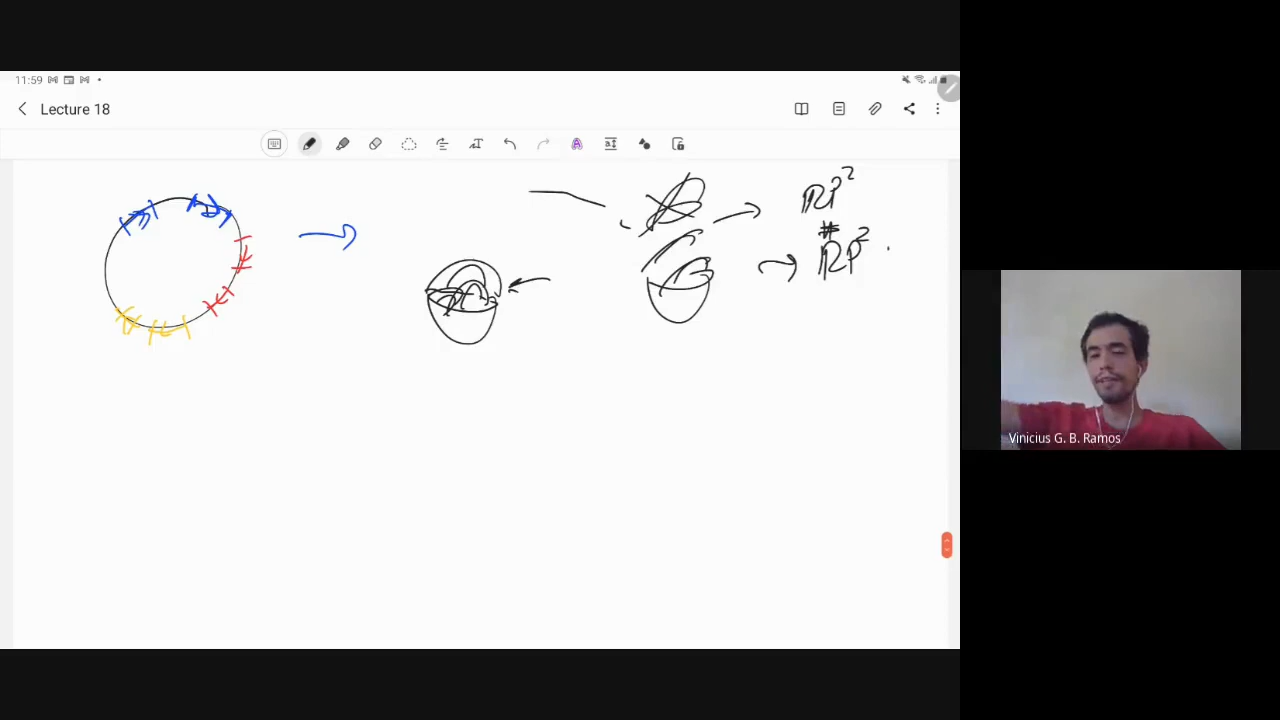 11:59
Lecture 18
RP²
#
RP²
Vinicius G. B. Ramos